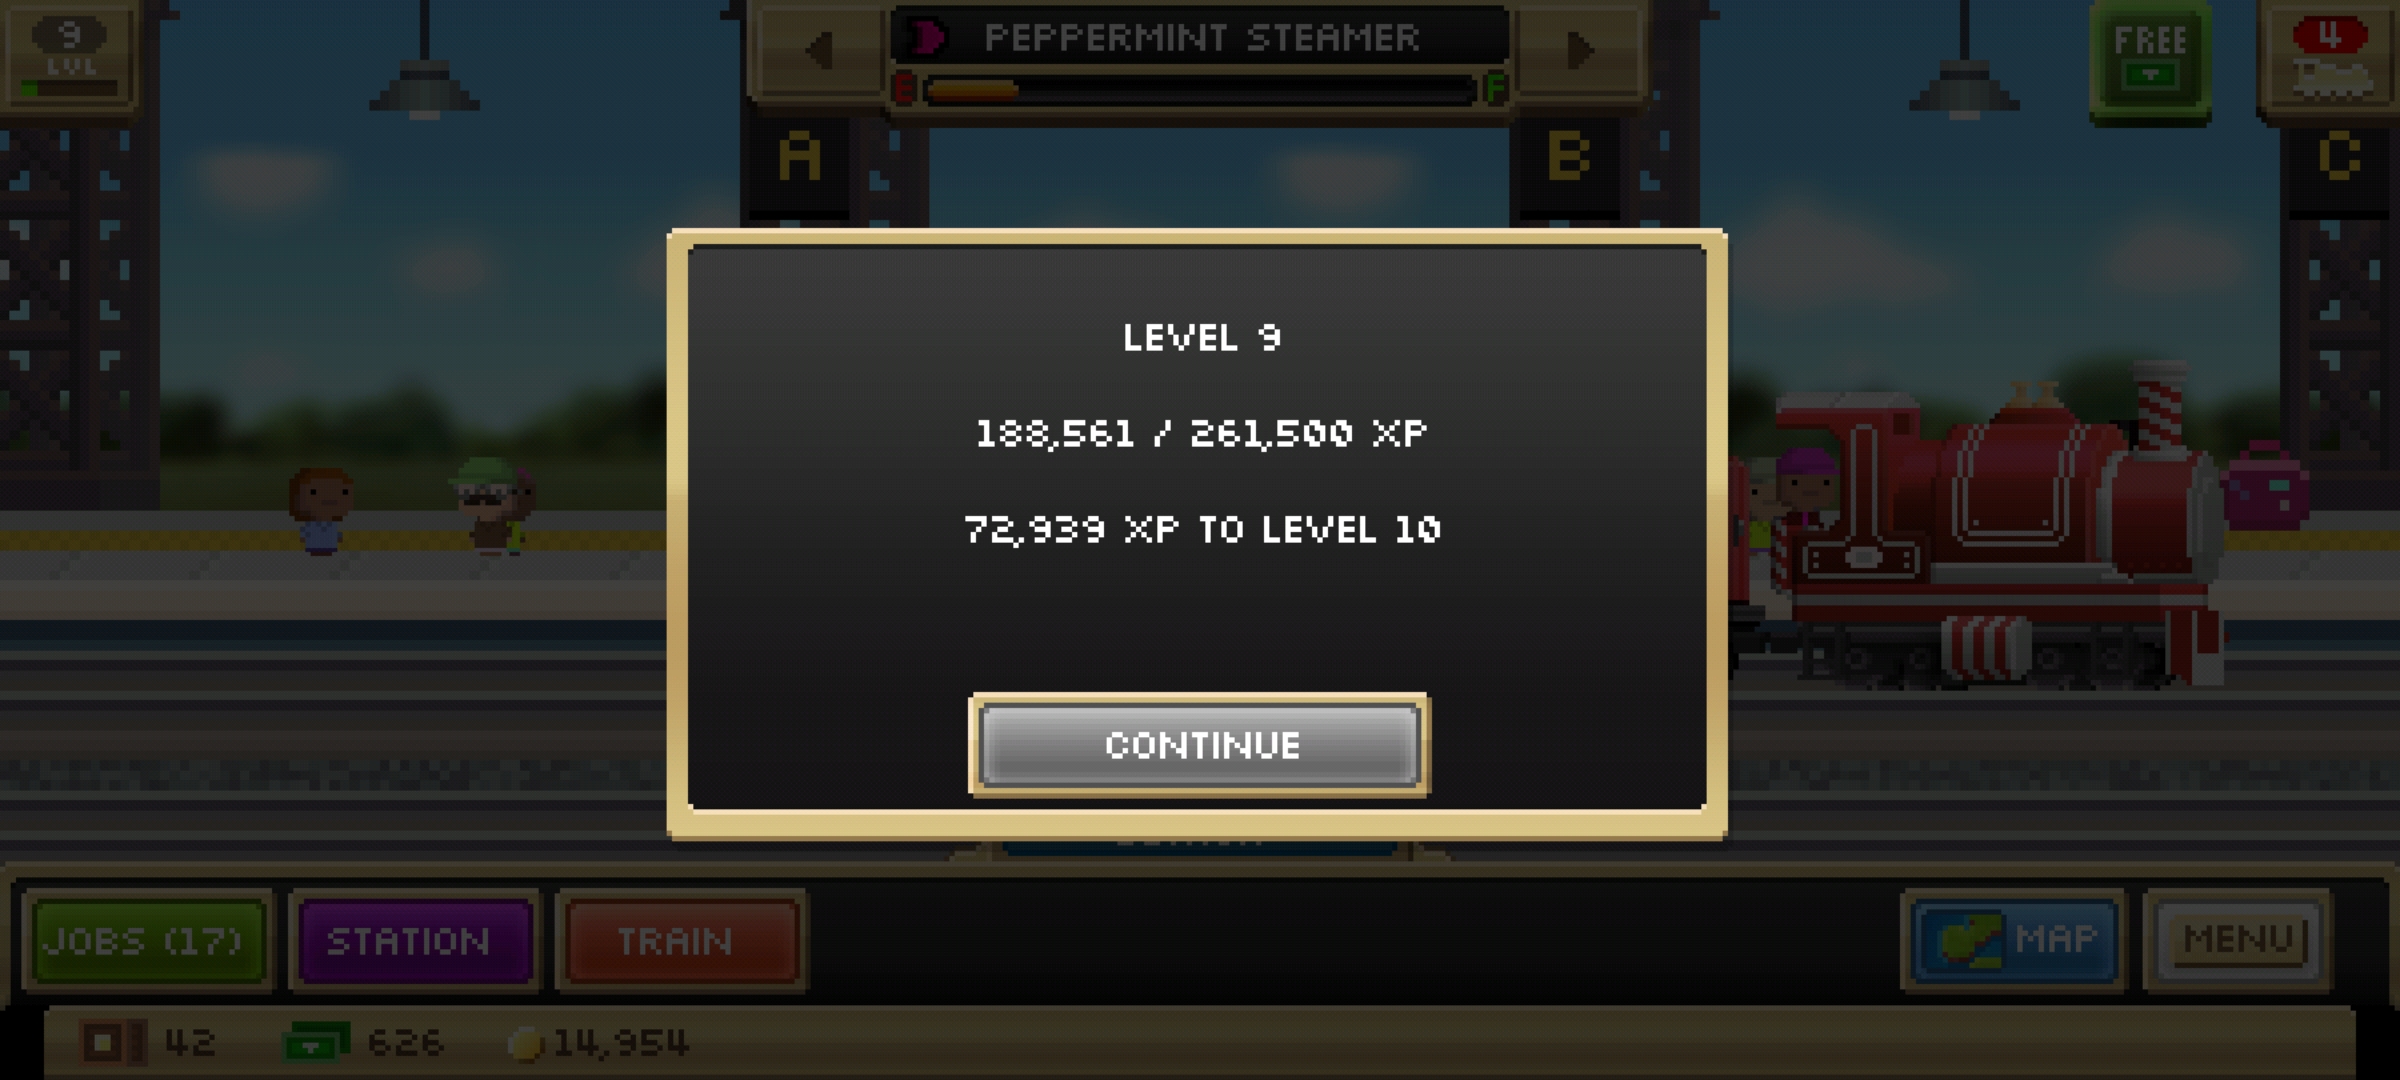 9
LVL
PEPPERMINT STEAMER
E
F
FREE
4
A
B
C
LEVEL 9
188,561 / 261,500 XP
72,939 XP TO LEVEL 10
CONTINUE
JOBS (17)
STATION
TRAIN
MAP
MENU
42
626
14,954